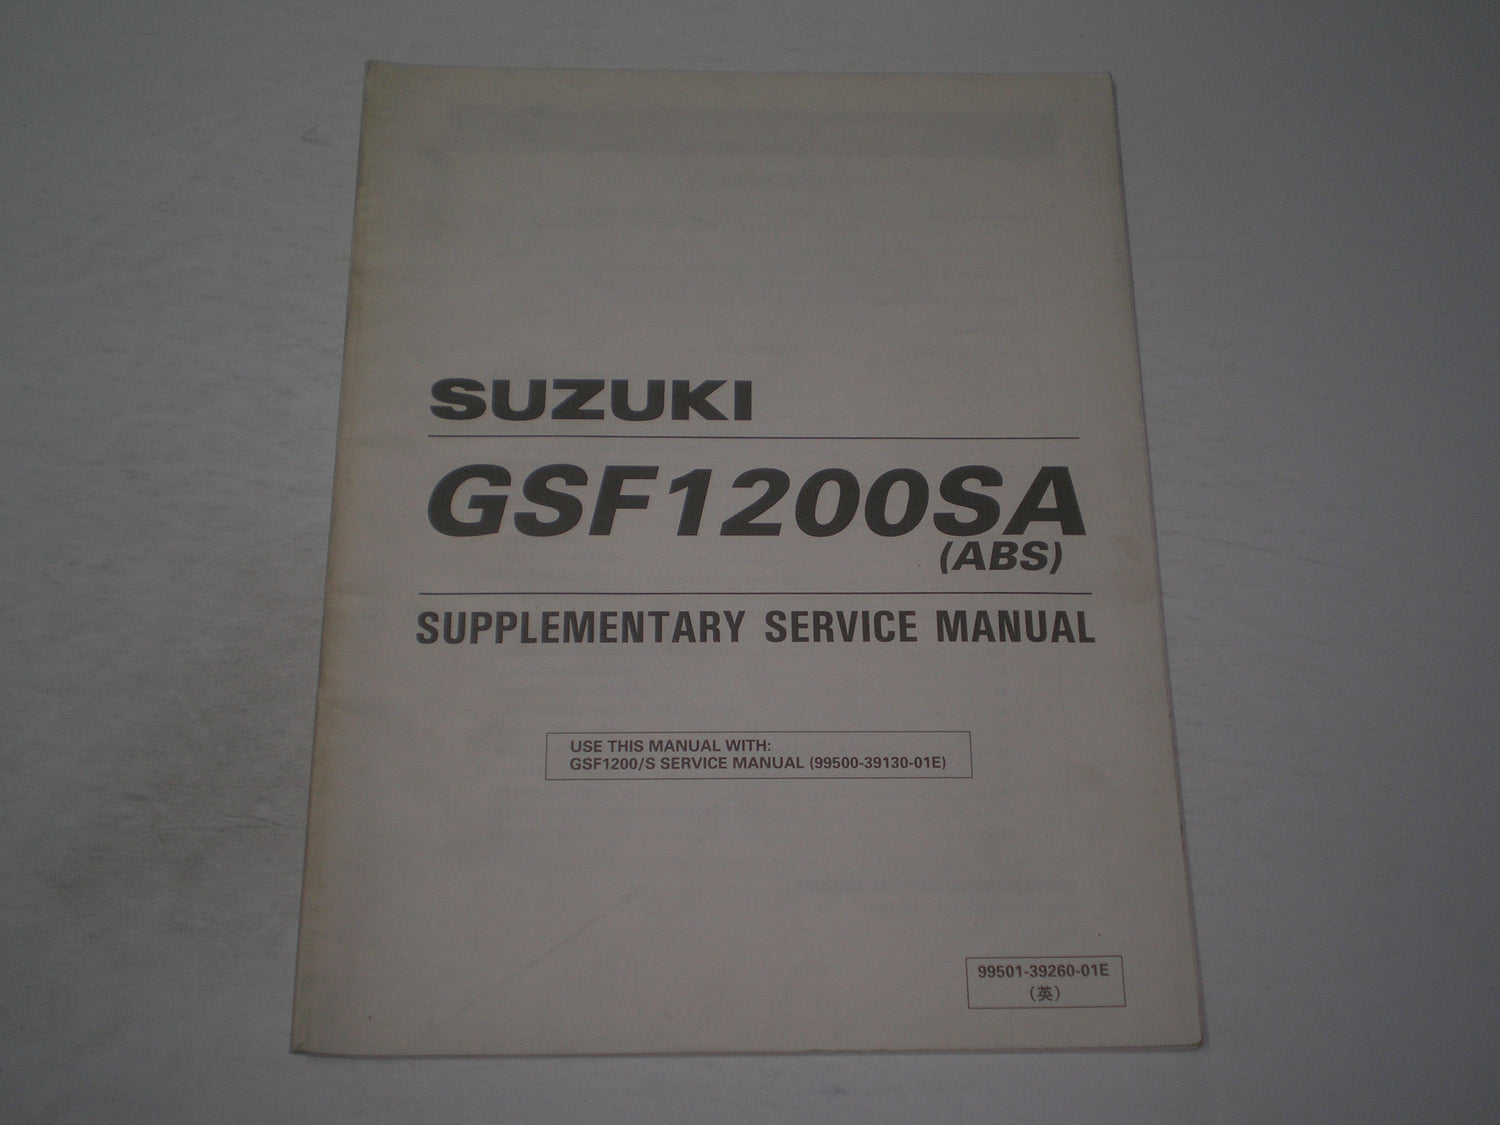 SUZUKI
GSF1200SA
(ABS)
SUPPLEMENTARY SERVICE MANUAL
USE THIS MANUAL WITH:
GSF1200/S SERVICE MANUAL (99500-39130-01E)
99501-39260-01E
(英)